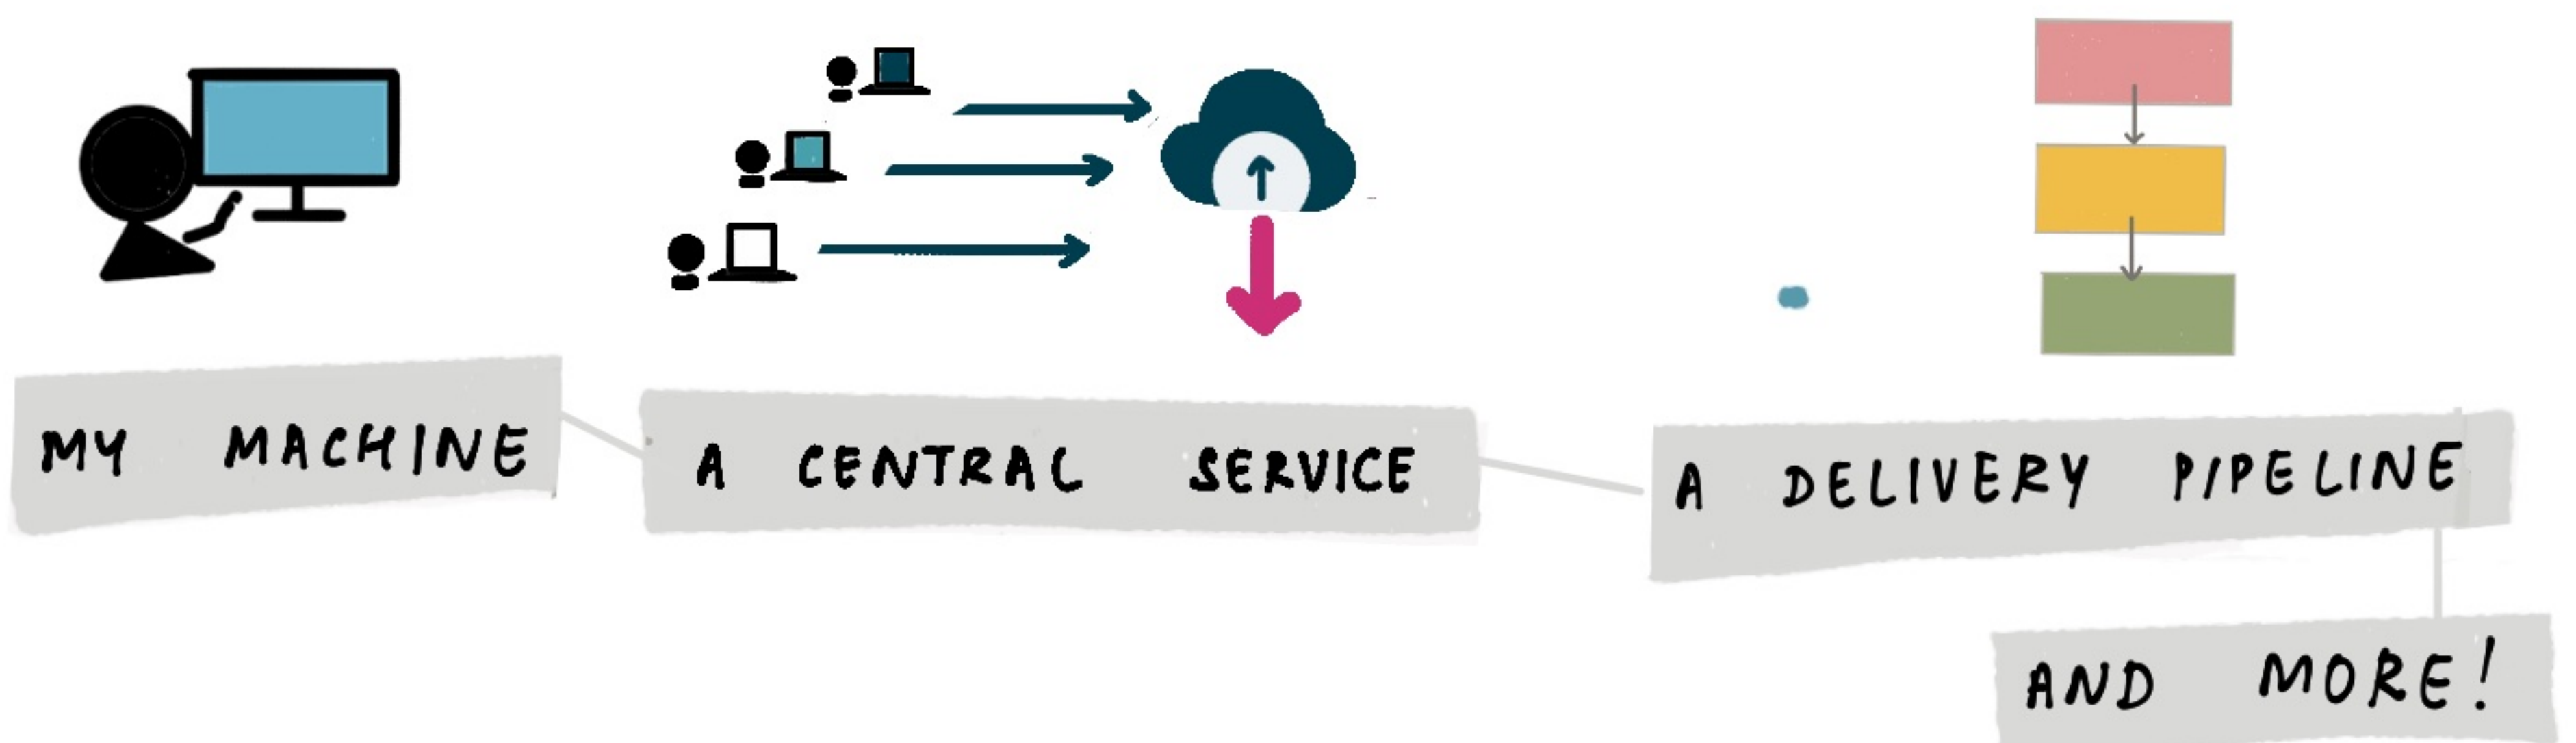 MY MACHINE
A CENTRAL SERVICE
A DELIVERY PIPELINE
AND MORE!